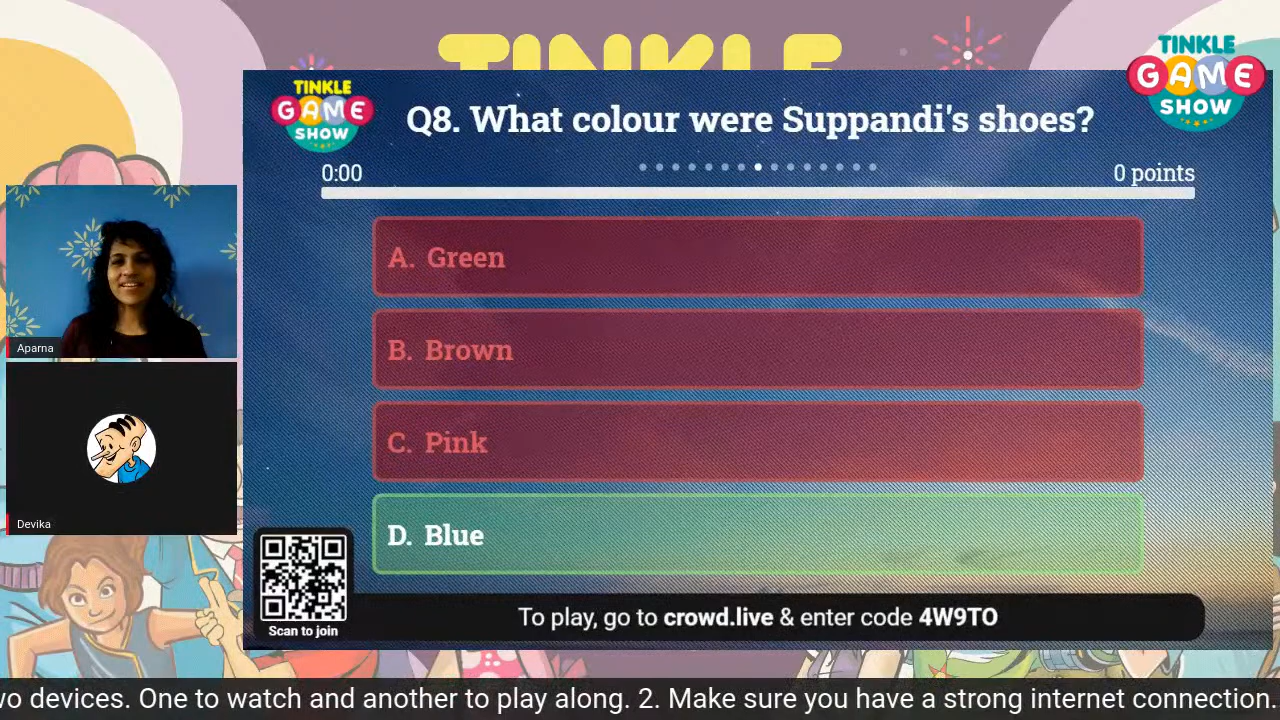 TINKLE
TINKLE
GAME
SHOW
TINKLE
GAME
SHOW
Q8. What colour were Suppandi's shoes?
0:00
0 points
A. Green
B. Brown
C. Pink
D. Blue
Aparna
Devika
Scan to join
To play, go to crowd.live & enter code 4W9TO
devices. One to watch and another to play along. 2. Make sure you have a strong internet connection.